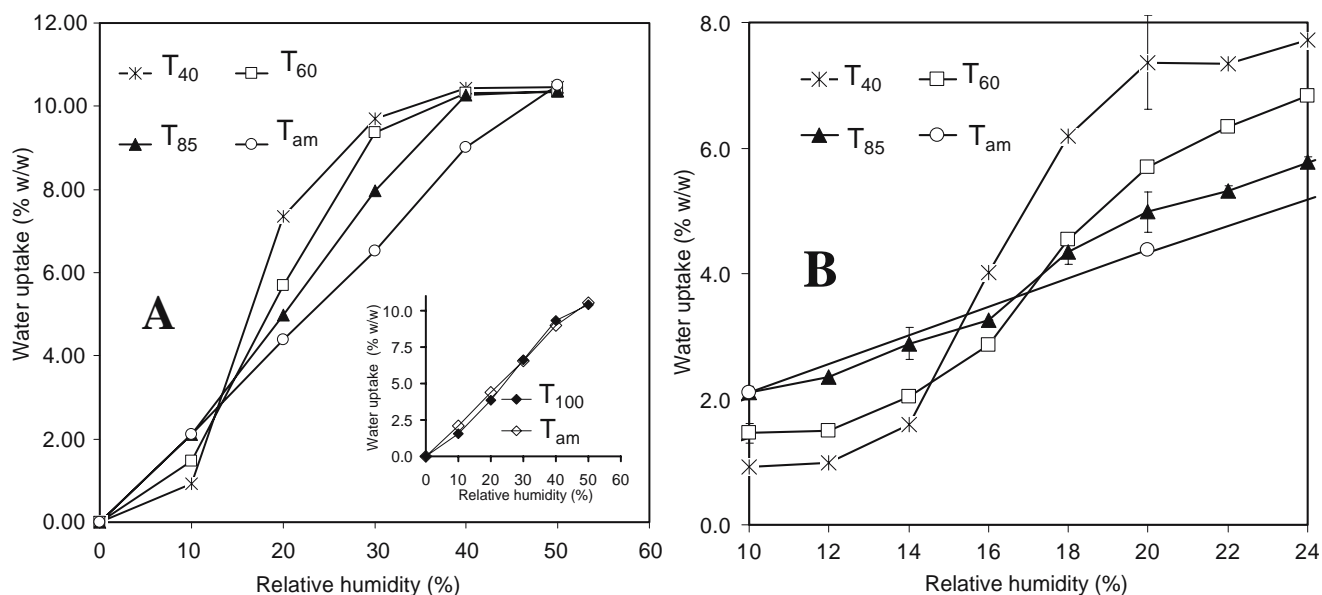 12.00
10.00
8.00
6.00
4.00
2.00
0.00
Water uptake (% w/w)
T40 T60
T85 Tam
A
0 10 20 30 40 50 60
Relative humidity (%)
10.0
7.5
5.0
2.5
0.0
Water uptake (% w/w)
T100
Tam
0 10 20 30 40 50 60
Relative humidity (%)
8.0
6.0
4.0
2.0
0.0
Water uptake (% w/w)
T40 T60
T85 Tam
B
10 12 14 16 18 20 22 24
Relative humidity (%)